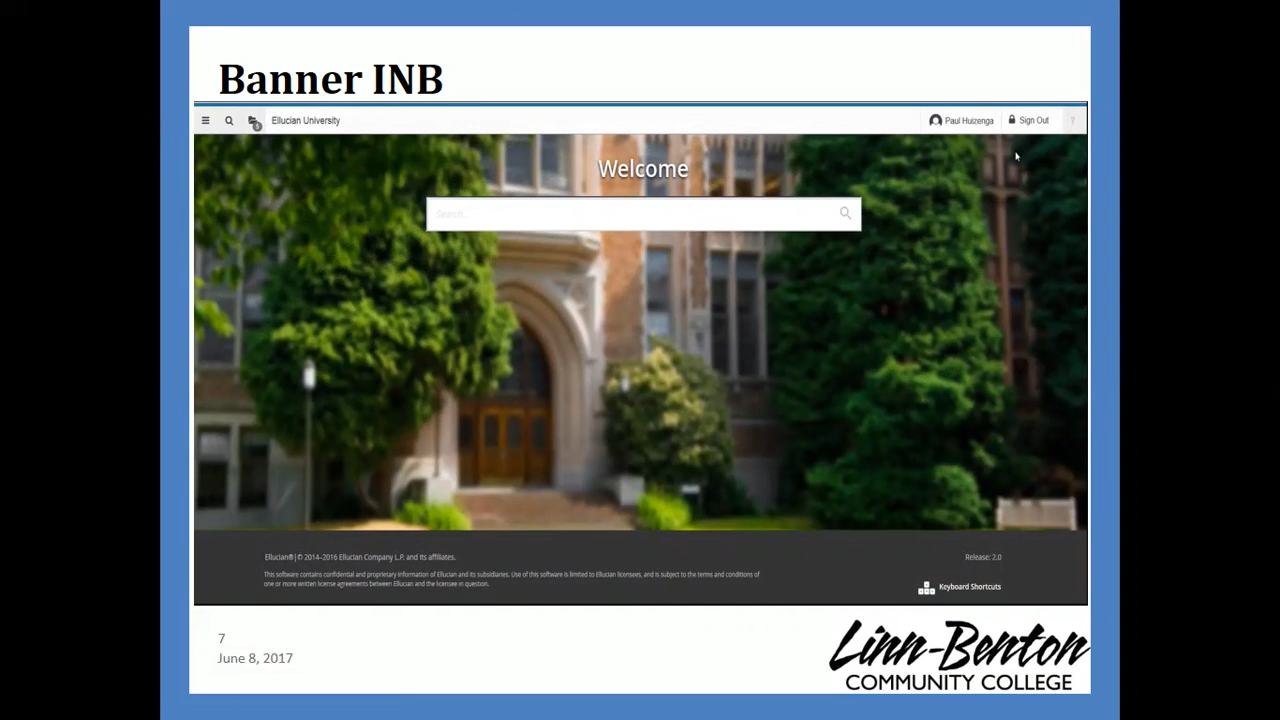 Banner INB
Ellucian University
Paul Huizenga
Sign Out
?
Welcome
Search...
Ellucian®|© 2014-2016 Ellucian Company L.P. and its affiliates.
Release: 2.0
This software contains confidential and proprietary information of Ellucian and its subsidiaries. Use of this software is limited to Ellucian licensees, and is subject to the terms and conditions of
one or more written license agreements between Ellucian and the licensee in question.
Keyboard Shortcuts
7
June 8, 2017
Linn-Benton
COMMUNITY COLLEGE